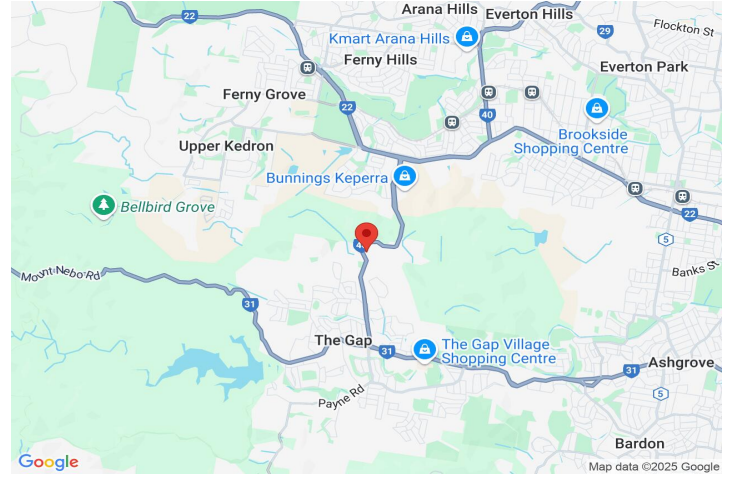 Arana Hills
Everton Hills
22
Kmart Arana Hills
29
Flockton St
Ferny Hills
Everton Park
Ferny Grove
22
40
Brookside
Shopping Centre
Upper Kedron
Bunnings Keperra
Bellbird Grove
22
5
Mount Nebo Rd
Banks St
31
The Gap
31
The Gap Village
Shopping Centre
Ashgrove
31
Payne Rd
5
Bardon
Google
Map data ©2025 Google